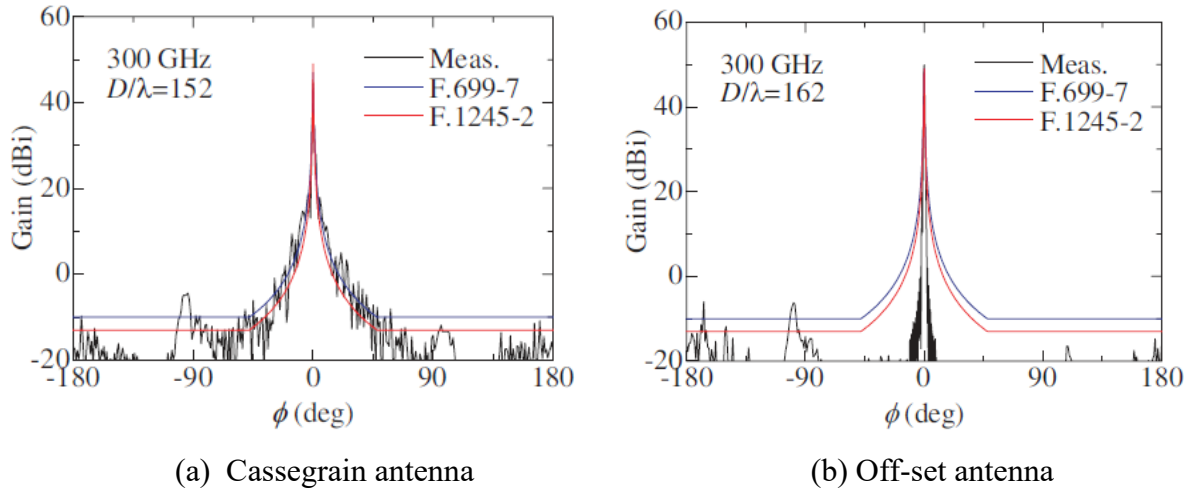 60
40
20
0
-20
Gain (dBi)
300 GHz
D/λ=152
Meas.
F.699-7
F.1245-2
-180 -90 0 90 180
ϕ (deg)
(a) Cassegrain antenna
60
40
20
0
-20
Gain (dBi)
300 GHz
D/λ=162
Meas.
F.699-7
F.1245-2
-180 -90 0 90 180
ϕ (deg)
(b) Off-set antenna